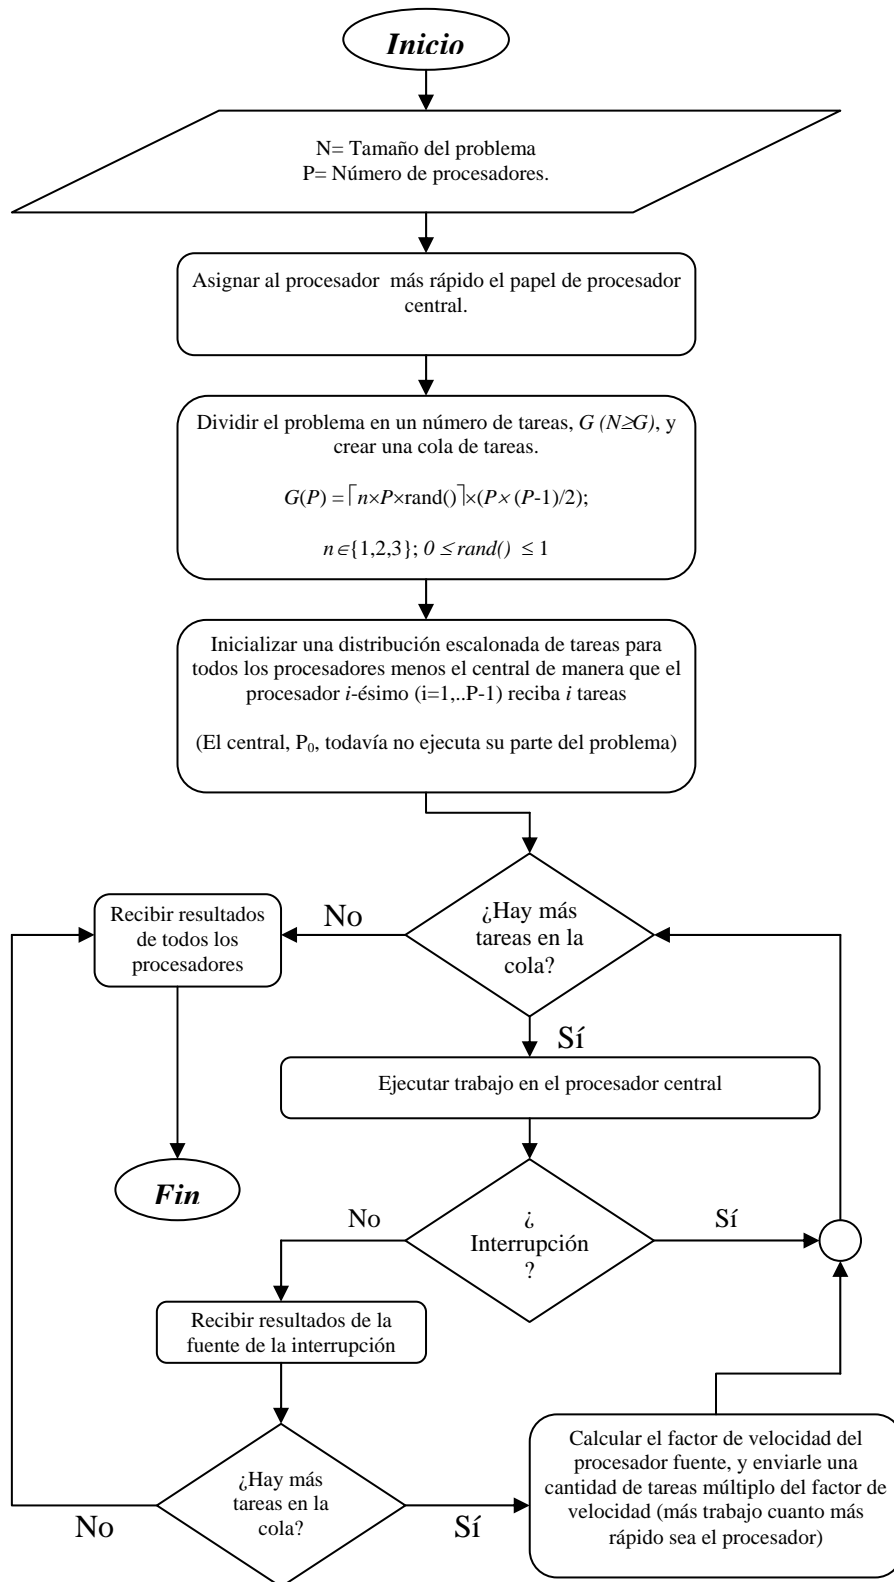 Inicio
N= Tamaño del problema
P= Número de procesadores.
Asignar al procesador más rápido el papel de procesador
central.
Dividir el problema en un número de tareas, G (N≥G), y
crear una cola de tareas.
G(P) =⌈n×P×rand()⌉×(P× (P-1)/2);
n∈{1,2,3}; 0 ≤ rand() ≤ 1
Inicializar una distribución escalonada de tareas para
todos los procesadores menos el central de manera que el
procesador i-ésimo (i=1,..P-1) reciba i tareas
(El central, P₀, todavía no ejecuta su parte del problema)
¿Hay más
tareas en la
cola?
No
Recibir resultados
de todos los
procesadores
Sí
Ejecutar trabajo en el procesador central
Fin
¿
Interrupción
?
No
Sí
Recibir resultados de la
fuente de la interrupción
¿Hay más
tareas en la
cola?
No
Sí
Calcular el factor de velocidad del
procesador fuente, y enviarle una
cantidad de tareas múltiplo del factor de
velocidad (más trabajo cuanto más
rápido sea el procesador)